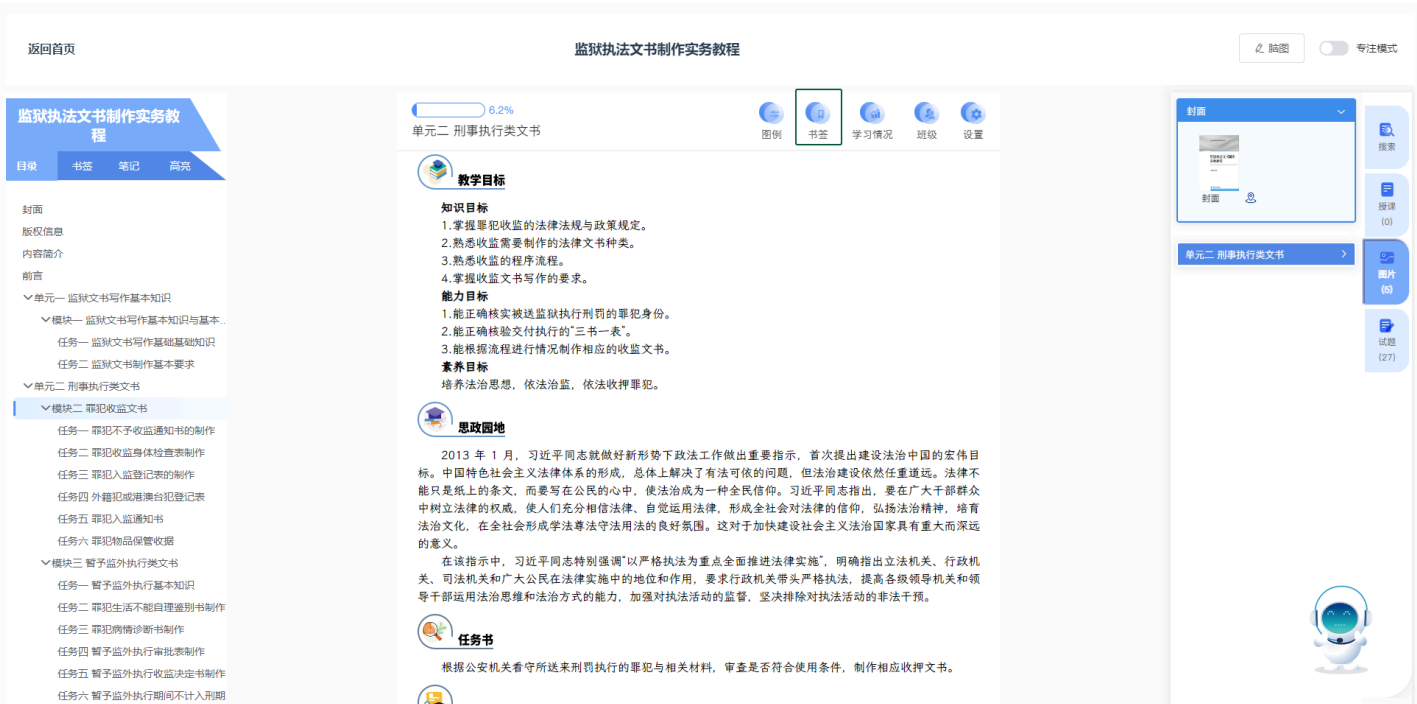 返回首页
监狱执法文书制作实务教程
脑图
专注模式
监狱执法文书制作实务教
程
目录
书签
笔记
高亮
封面
版权信息
内容简介
前言
单元一 监狱文书写作基本知识
模块一 监狱文书写作基本知识与基本..
任务一 监狱文书写作基础基础知识
任务二 监狱文书制作基本要求
单元二 刑事执行类文书
模块二 罪犯收监文书
任务一 罪犯不予收监通知书的制作
任务二 罪犯收监身体检查表制作
任务三 罪犯入监登记表的制作
任务四 外籍犯或港澳台犯登记表
任务五 罪犯入监通知书
任务六 罪犯物品保管收据
模块三 暂予监外执行类文书
任务一 暂予监外执行基本知识
任务二 罪犯生活不能自理鉴别书制作
任务三 罪犯病情诊断书制作
任务四 暂予监外执行审批表制作
任务五 暂予监外执行收监决定书制作
任务六 暂予监外执行期间不计入刑期
6.2%
单元二 刑事执行类文书
图例
书签
学习情况
班级
设置
教学目标
知识目标
1.掌握罪犯收监的法律法规与政策规定。
2.熟悉收监需要制作的法律文书种类。
3.熟悉收监的程序流程。
4.掌握收监文书写作的要求。
能力目标
1.能正确核实被送监狱执行刑罚的罪犯身份。
2.能正确核验交付执行的“三书一表”。
3.能根据流程进行情况制作相应的收监文书。
素养目标
培养法治思想，依法治监，依法收押罪犯。
思政园地
2013 年 1 月，习近平同志就做好新形势下政法工作做出重要指示，首次提出建设法治中国的宏伟目
标。中国特色社会主义法律体系的形成，总体上解决了有法可依的问题，但法治建设依然任重道远。法律不
能只是纸上的条文，而要写在公民的心中，使法治成为一种全民信仰。习近平同志指出，要在广大干部群众
中树立法律的权威，使人们充分相信法律、自觉运用法律，形成全社会对法律的信仰，弘扬法治精神，培育
法治文化，在全社会形成学法尊法守法用法的良好氛围。这对于加快建设社会主义法治国家具有重大而深远
的意义。
在该指示中，习近平同志特别强调“以严格执法为重点全面推进法律实施”，明确指出立法机关、行政机
关、司法机关和广大公民在法律实施中的地位和作用，要求行政机关带头严格执法，提高各级领导机关和领
导干部运用法治思维和法治方式的能力，加强对执法活动的监督，坚决排除对执法活动的非法干预。
任务书
根据公安机关看守所送来刑罚执行的罪犯与相关材料，审查是否符合使用条件，制作相应收押文书。
封面
封面
单元二 刑事执行类文书
搜索
授课
(0)
图片
(5)
试题
(27)